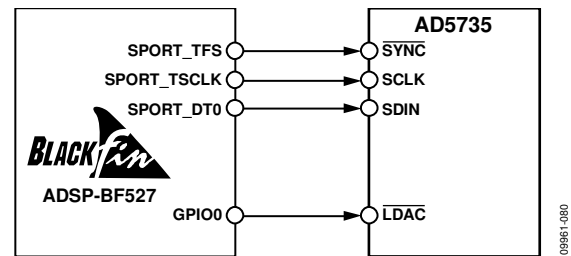 AD5735
SPORT_TFS
SYNC
SPORT_TSCLK
SCLK
SPORT_DT0
SDIN
BLACKfin
ADSP-BF527
GPIO0
LDAC
09961-080